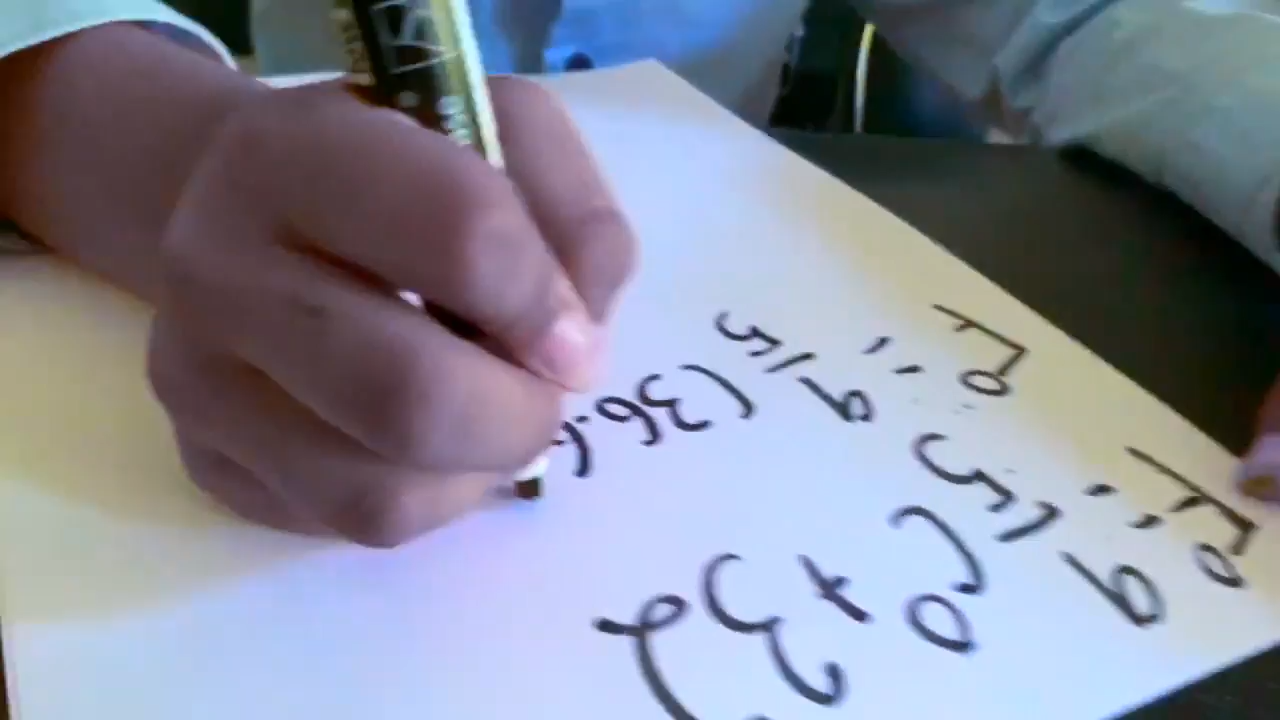 °F = 9/5 °C + 32
°F = 9/5 (36.